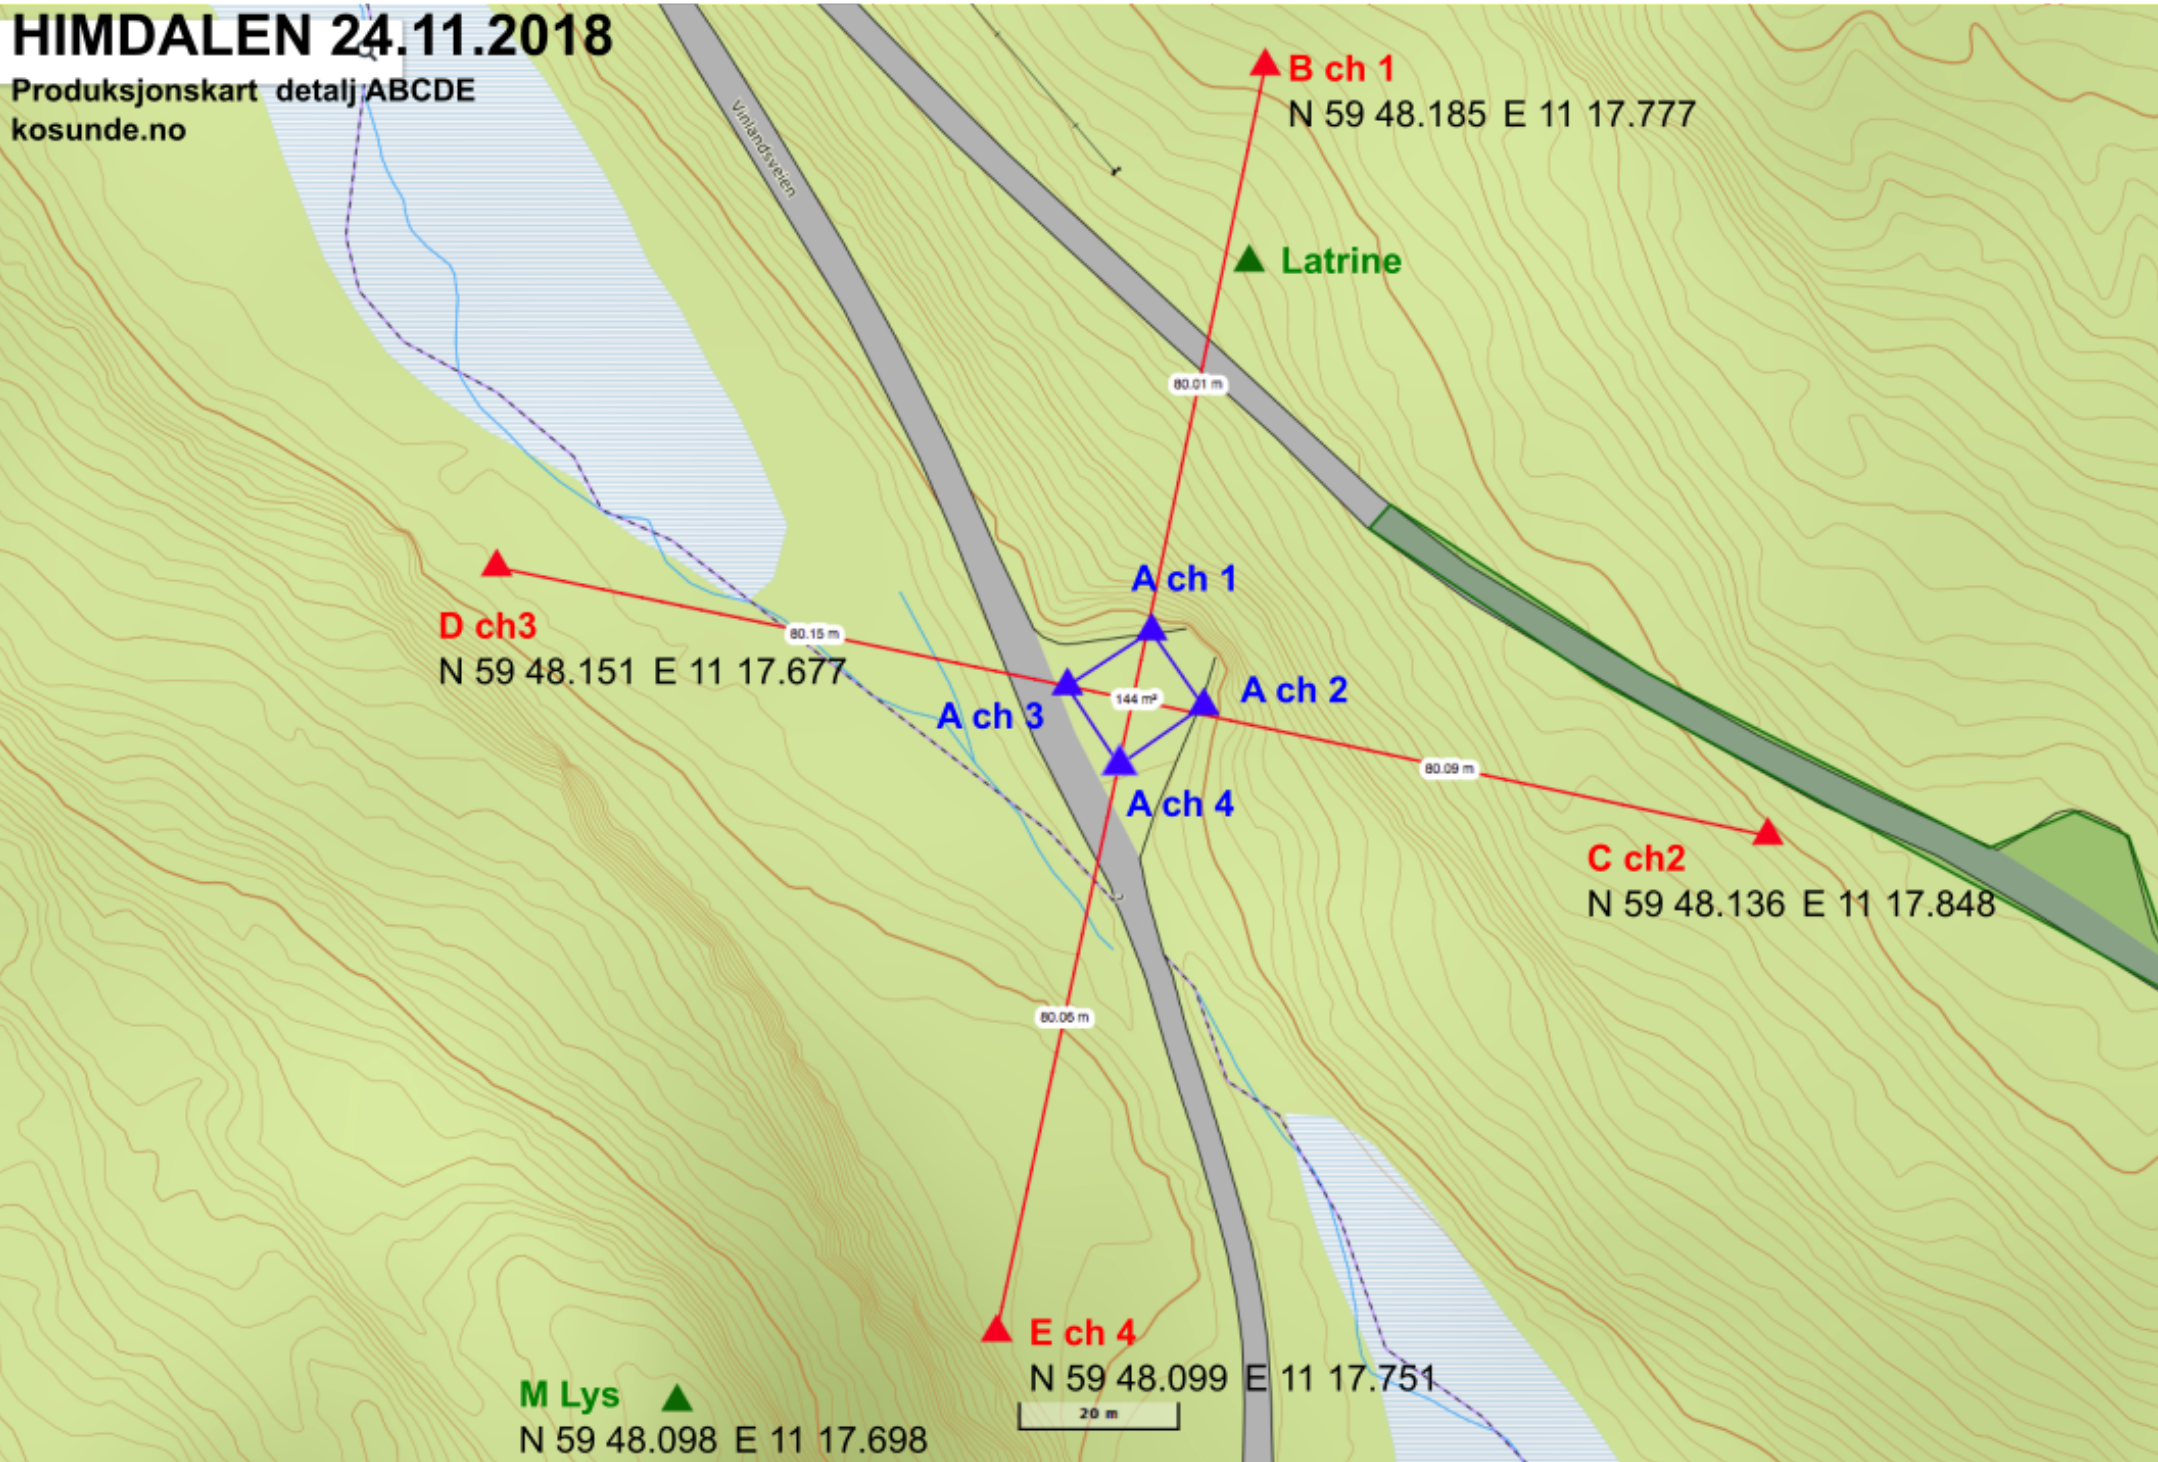 HIMDALEN 24.11.2018
Produksjonskart detalj ABCDE
kosunde.no
Vinlandsveien
B ch 1
N 59 48.185 E 11 17.777
Latrine
80.01 m
A ch 1
D ch3
N 59 48.151 E 11 17.677
80.15 m
A ch 3
144 m²
A ch 2
A ch 4
80.09 m
C ch2
N 59 48.136 E 11 17.848
80.06 m
E ch 4
N 59 48.099 E 11 17.751
20 m
M Lys
N 59 48.098 E 11 17.698